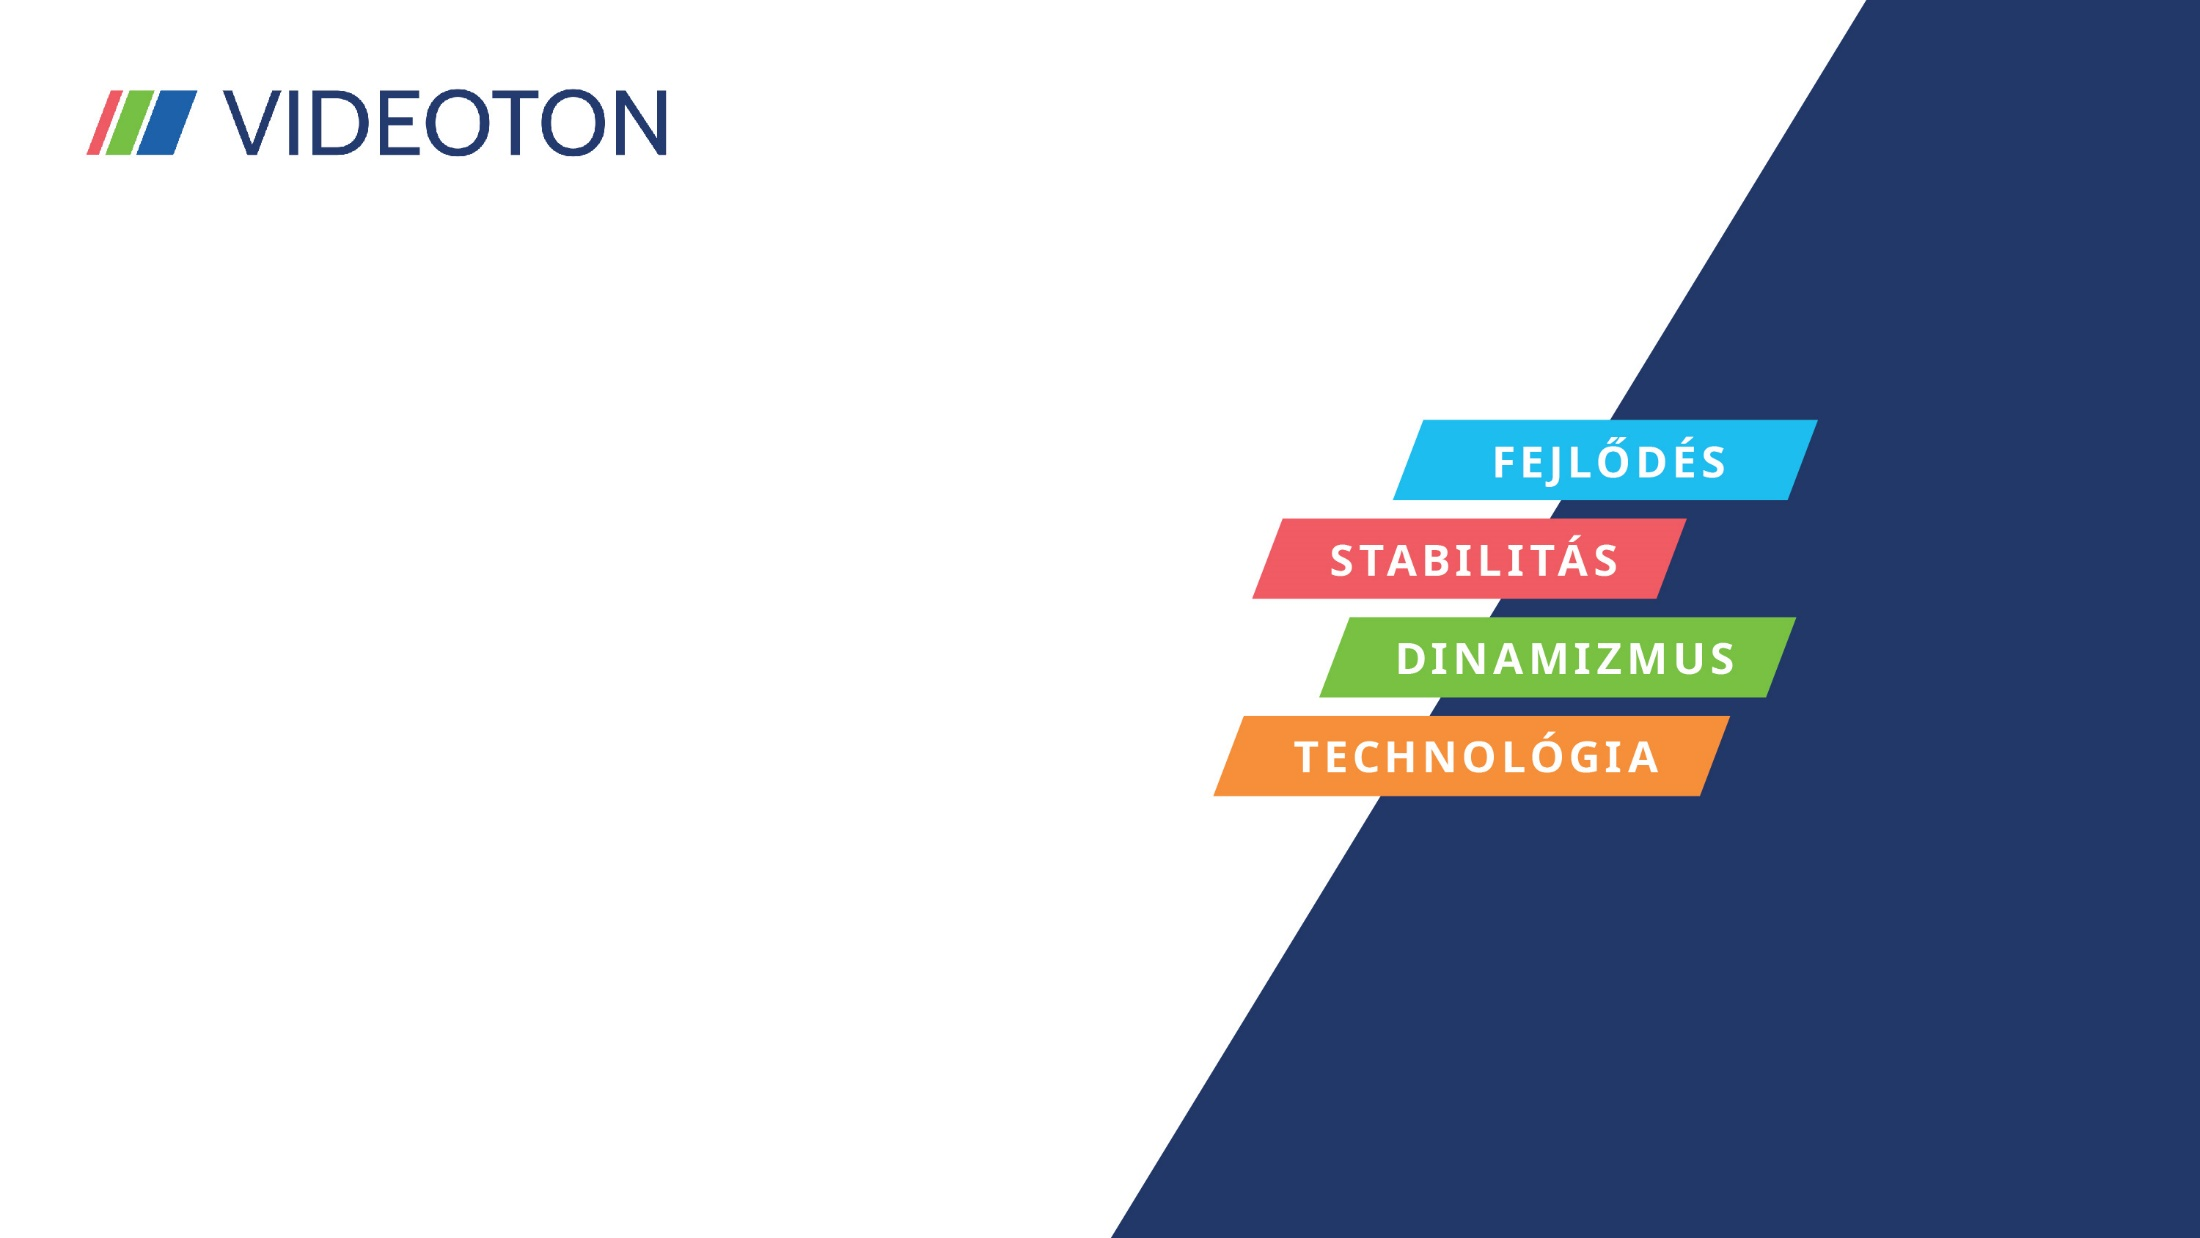 VIDEOTON
FEJLŐDÉS
STABILITÁS
DINAMIZMUS
TECHNOLÓGIA